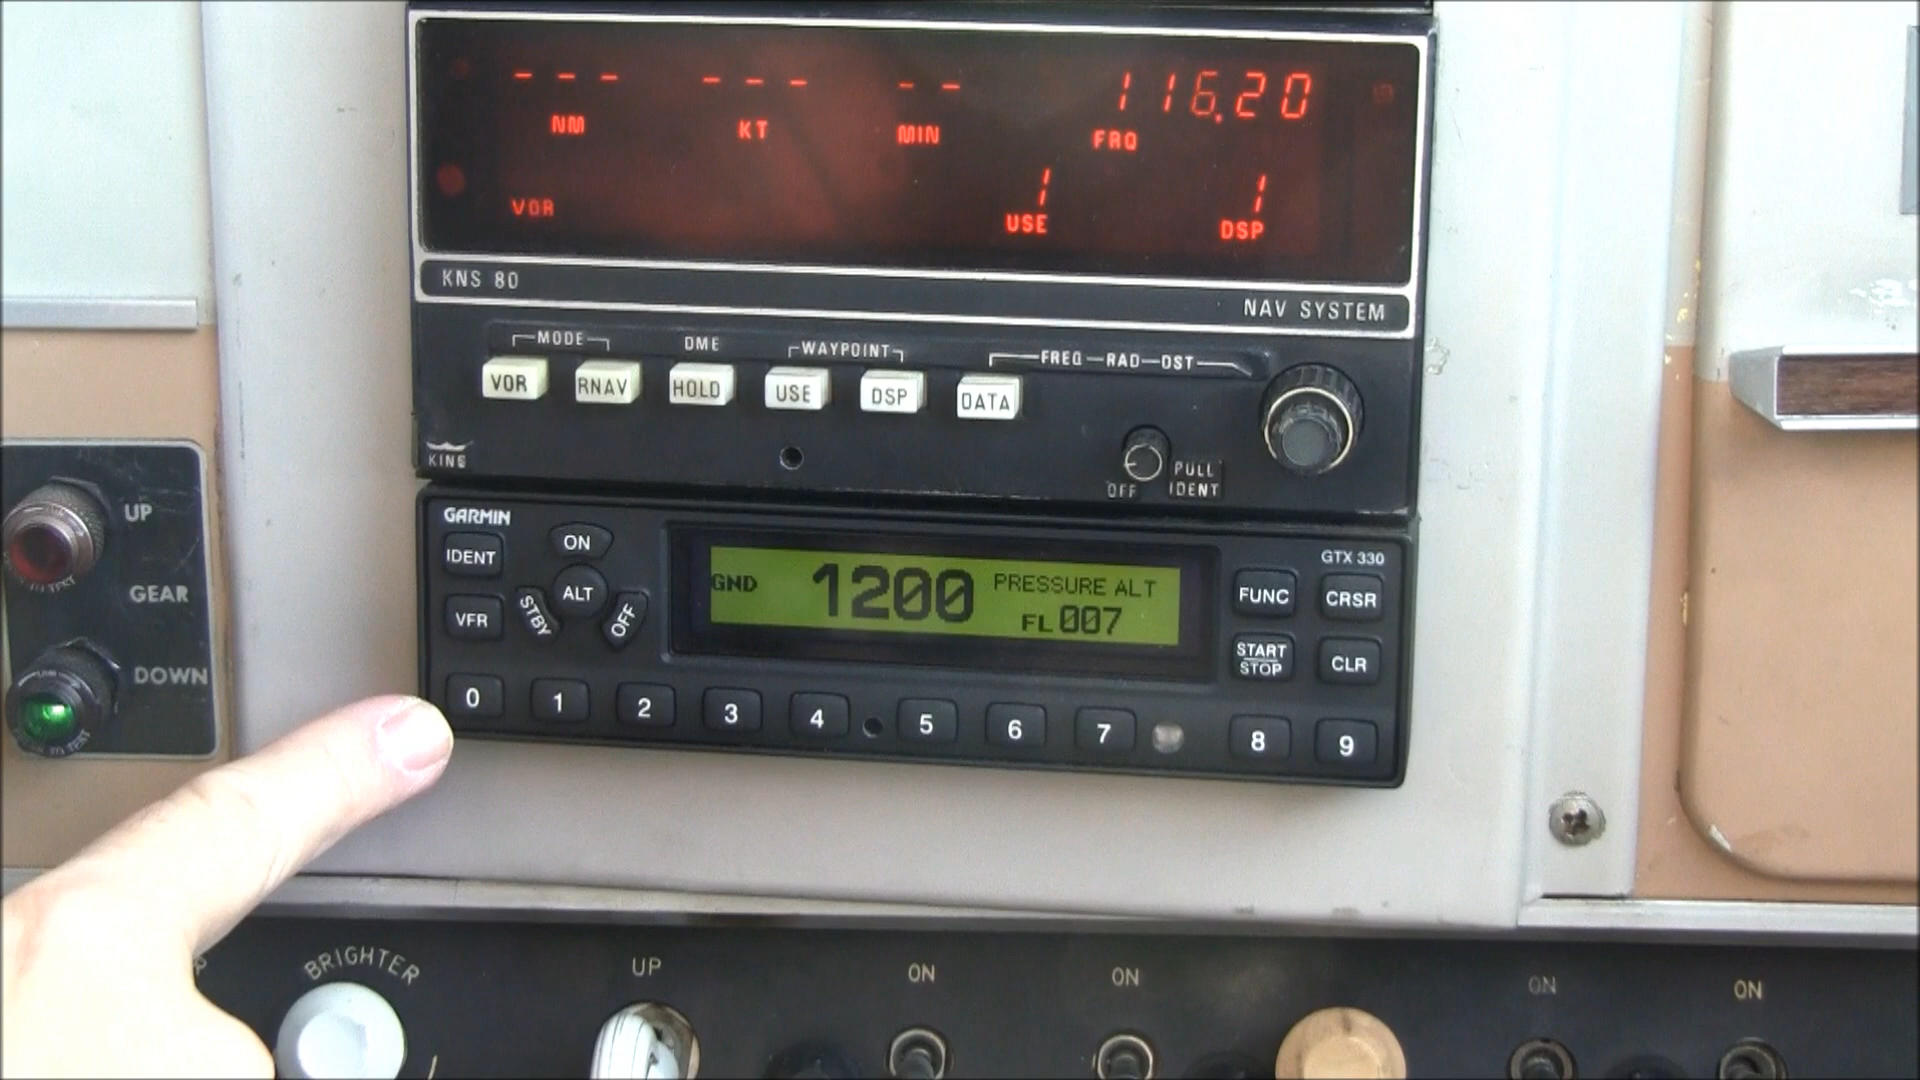 --- --- -- 116.20
NM KT MIN FRQ
1 1
VOR USE DSP
KNS 80 NAV SYSTEM
MODE DME WAYPOINT FREQ RAD DST
VOR RNAV HOLD USE DSP DATA
KING OFF PULL IDENT
GARMIN GTX 330
IDENT ON ALT STBY OFF VFR
GND 1200 PRESSURE ALT
FL007
FUNC CRSR
START STOP CLR
0 1 2 3 4 5 6 7 8 9
UP
GEAR
DOWN
BRIGHTER UP ON ON ON ON